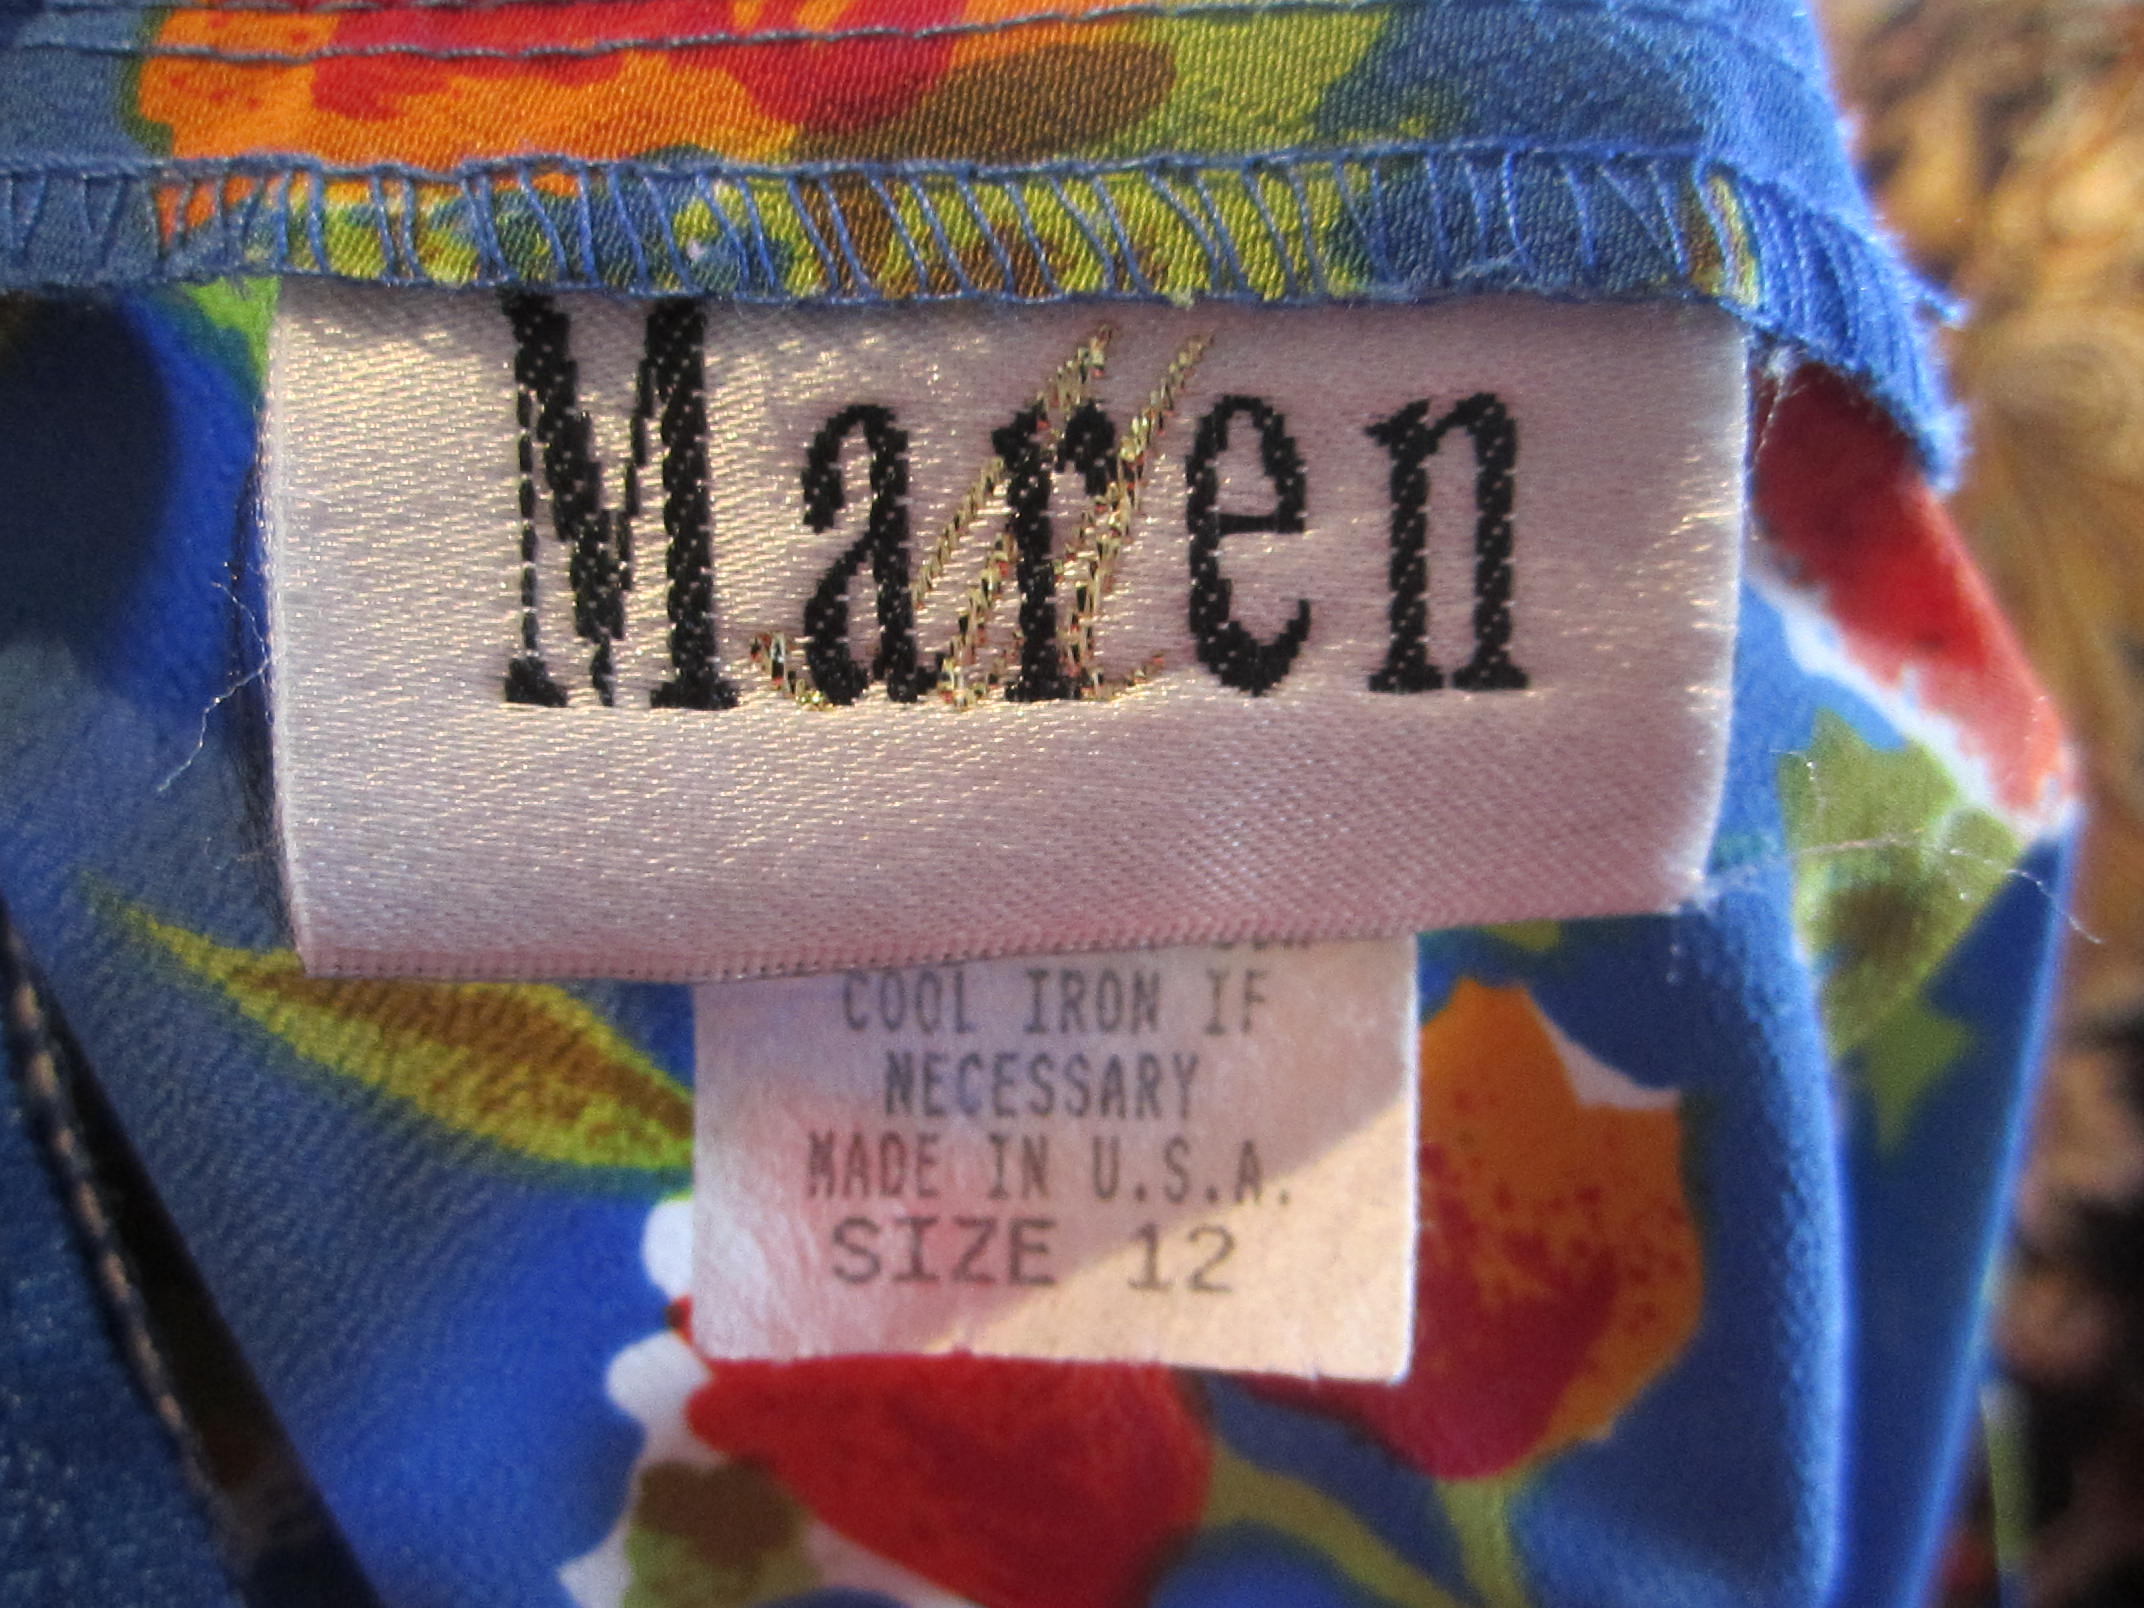 Maren
COOL IRON IF
NECESSARY
MADE IN U.S.A.
SIZE 12